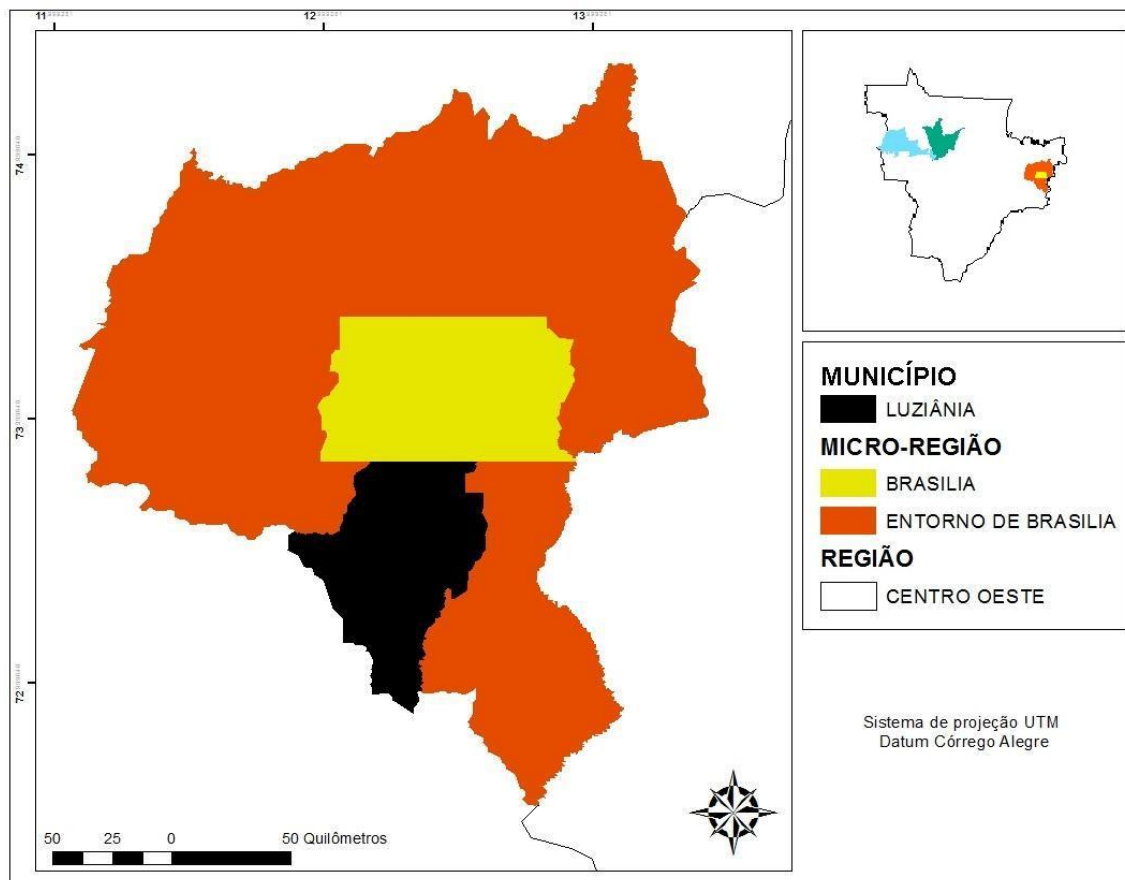 11
12
13
74
73
72
50 25 0 50 Quilômetros
MUNICÍPIO
LUZIÂNIA
MICRO-REGIÃO
BRASILIA
ENTORNO DE BRASILIA
REGIÃO
CENTRO OESTE
Sistema de projeção UTM
Datum Córrego Alegre